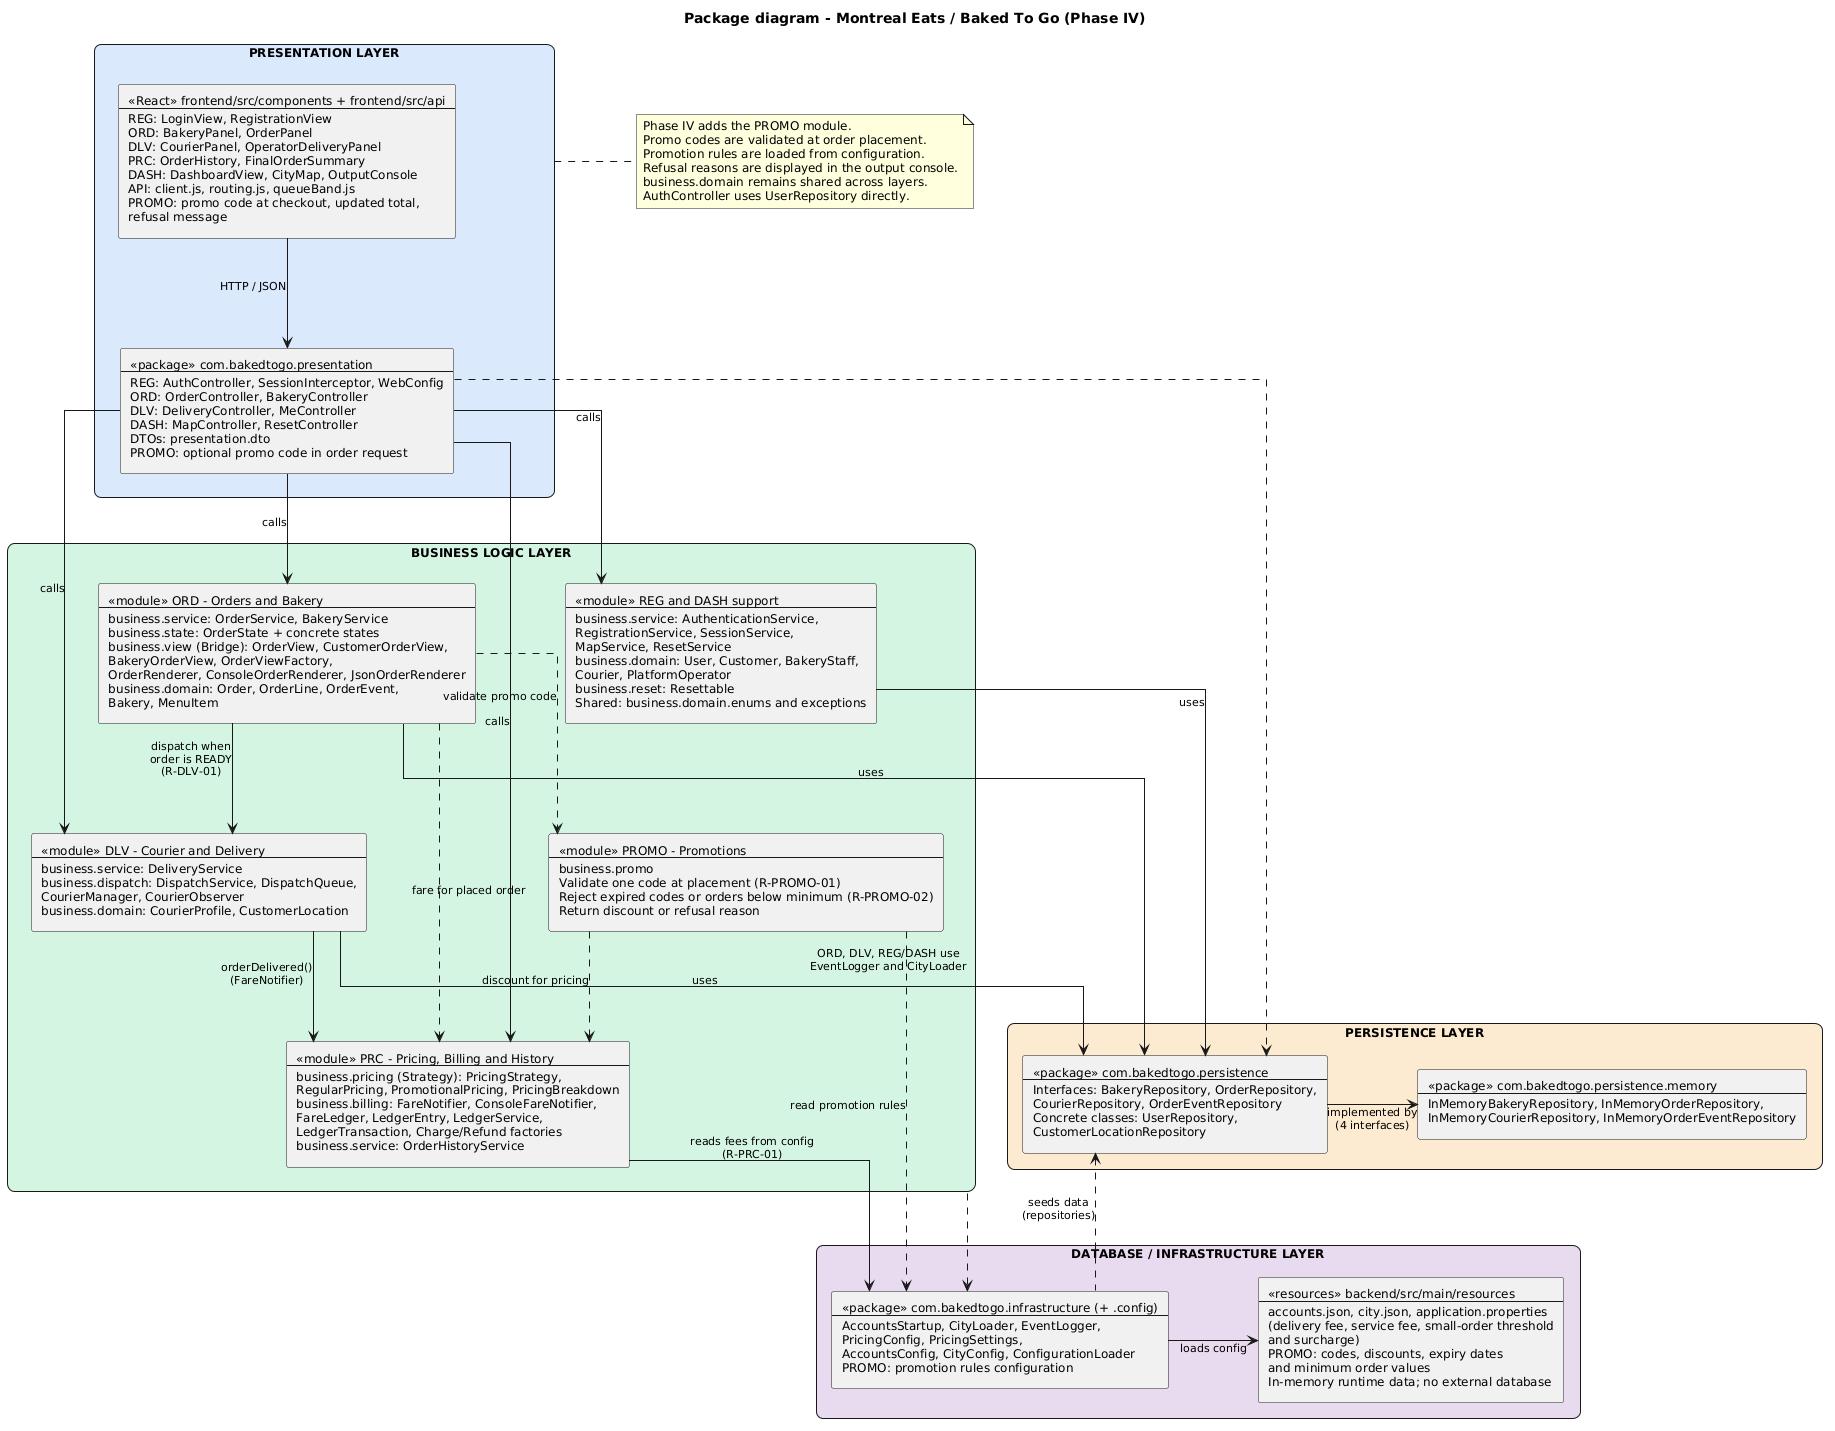 Package diagram - Montreal Eats / Baked To Go (Phase IV)
PRESENTATION LAYER
«React» frontend/src/components + frontend/src/api
REG: LoginView, RegistrationView
ORD: BakeryPanel, OrderPanel
DLV: CourierPanel, OperatorDeliveryPanel
PRC: OrderHistory, FinalOrderSummary
DASH: DashboardView, CityMap, OutputConsole
API: client.js, routing.js, queueBand.js
PROMO: promo code at checkout, updated total,
refusal message
Phase IV adds the PROMO module.
Promo codes are validated at order placement.
Promotion rules are loaded from configuration.
Refusal reasons are displayed in the output console.
business.domain remains shared across layers.
AuthController uses UserRepository directly.
HTTP / JSON
«package» com.bakedtogo.presentation
REG: AuthController, SessionInterceptor, WebConfig
ORD: OrderController, BakeryController
DLV: DeliveryController, MeController
DASH: MapController, ResetController
DTOs: presentation.dto
PROMO: optional promo code in order request
calls
calls
calls
calls
BUSINESS LOGIC LAYER
«module» ORD - Orders and Bakery
business.service: OrderService, BakeryService
business.state: OrderState + concrete states
business.view (Bridge): OrderView, CustomerOrderView,
BakeryOrderView, OrderViewFactory,
OrderRenderer, ConsoleOrderRenderer, JsonOrderRenderer
business.domain: Order, OrderLine, OrderEvent,
Bakery, MenuItem
«module» REG and DASH support
business.service: AuthenticationService,
RegistrationService, SessionService,
MapService, ResetService
business.domain: User, Customer, BakeryStaff,
Courier, PlatformOperator
business.reset: Resettable
Shared: business.domain.enums and exceptions
validate promo code
uses
dispatch when
order is READY
(R-DLV-01)
uses
«module» DLV - Courier and Delivery
business.service: DeliveryService
business.dispatch: DispatchService, DispatchQueue,
CourierManager, CourierObserver
business.domain: CourierProfile, CustomerLocation
fare for placed order
«module» PROMO - Promotions
business.promo
Validate one code at placement (R-PROMO-01)
Reject expired codes or orders below minimum (R-PROMO-02)
Return discount or refusal reason
orderDelivered()
(FareNotifier)
discount for pricing
uses
ORD, DLV, REG/DASH use
EventLogger and CityLoader
«module» PRC - Pricing, Billing and History
business.pricing (Strategy): PricingStrategy,
RegularPricing, PromotionalPricing, PricingBreakdown
business.billing: FareNotifier, ConsoleFareNotifier,
FareLedger, LedgerEntry, LedgerService,
LedgerTransaction, Charge/Refund factories
business.service: OrderHistoryService
read promotion rules
reads fees from config
(R-PRC-01)
PERSISTENCE LAYER
«package» com.bakedtogo.persistence
Interfaces: BakeryRepository, OrderRepository,
CourierRepository, OrderEventRepository
Concrete classes: UserRepository,
CustomerLocationRepository
implemented by
(4 interfaces)
«package» com.bakedtogo.persistence.memory
InMemoryBakeryRepository, InMemoryOrderRepository,
InMemoryCourierRepository, InMemoryOrderEventRepository
seeds data
(repositories)
DATABASE / INFRASTRUCTURE LAYER
«package» com.bakedtogo.infrastructure (+ .config)
AccountsStartup, CityLoader, EventLogger,
PricingConfig, PricingSettings,
AccountsConfig, CityConfig, ConfigurationLoader
PROMO: promotion rules configuration
loads config
«resources» backend/src/main/resources
accounts.json, city.json, application.properties
(delivery fee, service fee, small-order threshold
and surcharge)
PROMO: codes, discounts, expiry dates
and minimum order values
In-memory runtime data; no external database